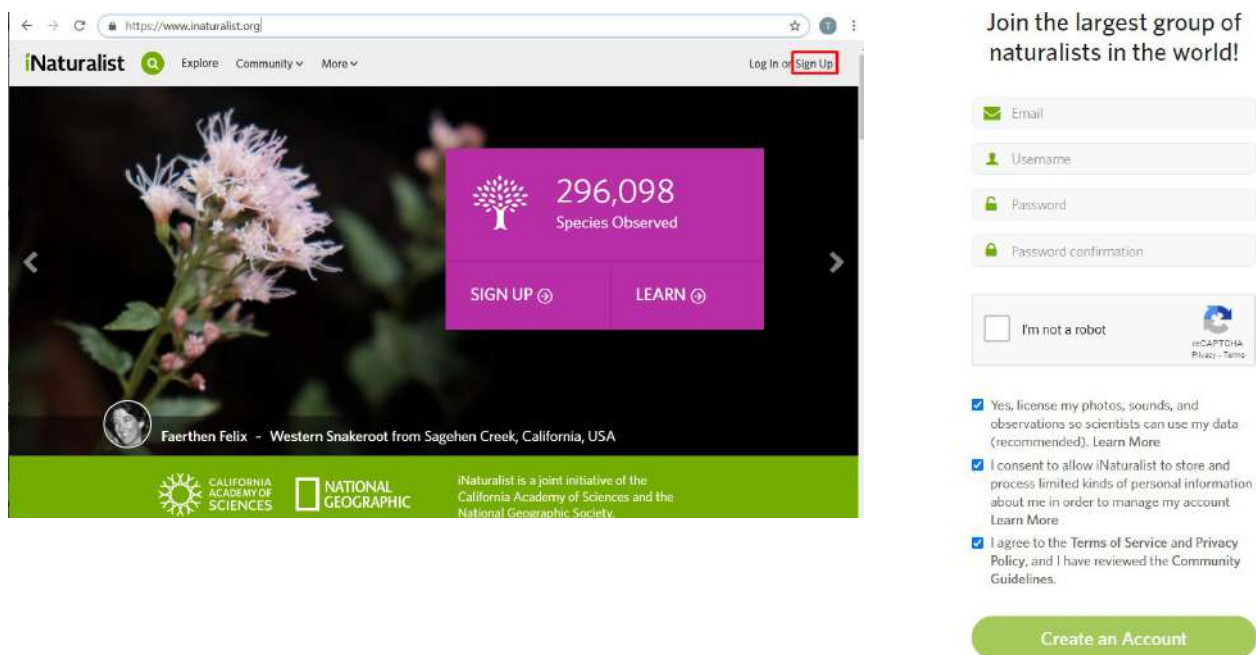 https://www.inaturalist.org
iNaturalist Explore Community More Log In or Sign Up
296,098
Species Observed
SIGN UP LEARN
Faerthen Felix - Western Snakeroot from Sagehen Creek, California, USA
CALIFORNIA
ACADEMY OF
SCIENCES
NATIONAL
GEOGRAPHIC
iNaturalist is a joint initiative of the
California Academy of Sciences and the
National Geographic Society.
Join the largest group of
naturalists in the world!
Email
Username
Password
Password confirmation
I'm not a robot
reCAPTCHA
Privacy - Terms
Yes, license my photos, sounds, and
observations so scientists can use my data
(recommended). Learn More
I consent to allow iNaturalist to store and
process limited kinds of personal information
about me in order to manage my account
Learn More
I agree to the Terms of Service and Privacy
Policy, and I have reviewed the Community
Guidelines.
Create an Account